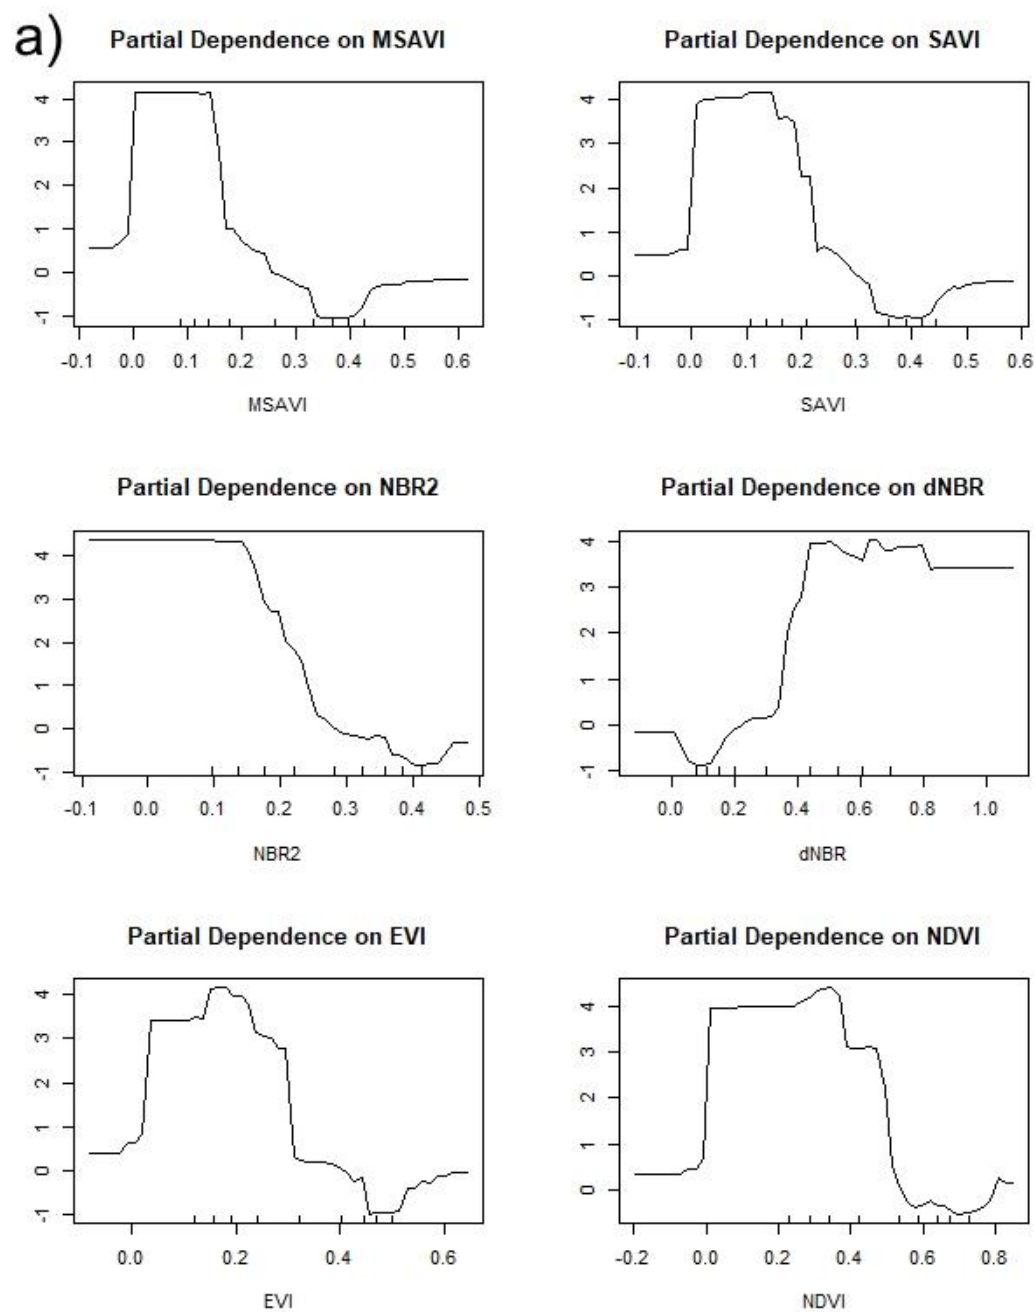 a)
Partial Dependence on MSAVI
4
3
2
1
0
-1
-0.1 0.0 0.1 0.2 0.3 0.4 0.5 0.6
MSAVI
Partial Dependence on SAVI
4
3
2
1
0
-1
-0.1 0.0 0.1 0.2 0.3 0.4 0.5 0.6
SAVI
Partial Dependence on NBR2
4
3
2
1
0
-1
-0.1 0.0 0.1 0.2 0.3 0.4 0.5
NBR2
Partial Dependence on dNBR
4
3
2
1
0
-1
0.0 0.2 0.4 0.6 0.8 1.0
dNBR
Partial Dependence on EVI
4
3
2
1
0
-1
0.0 0.2 0.4 0.6
EVI
Partial Dependence on NDVI
4
3
2
1
0
-0.2 0.0 0.2 0.4 0.6 0.8
NDVI